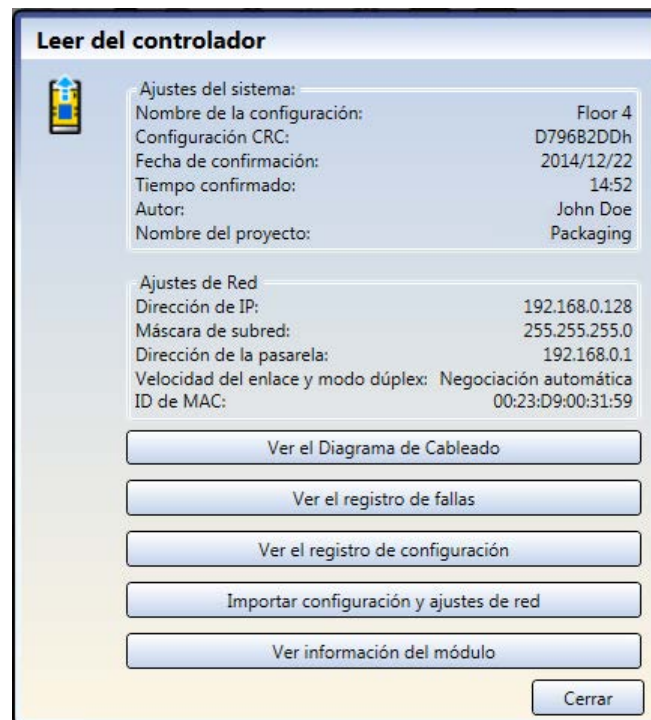 Leer del controlador
Ajustes del sistema:
Nombre de la configuración: Floor 4
Configuración CRC: D796B2DDh
Fecha de confirmación: 2014/12/22
Tiempo confirmado: 14:52
Autor: John Doe
Nombre del proyecto: Packaging
Ajustes de Red
Dirección de IP: 192.168.0.128
Máscara de subred: 255.255.255.0
Dirección de la pasarela: 192.168.0.1
Velocidad del enlace y modo dúplex: Negociación automática
ID de MAC: 00:23:D9:00:31:59
Ver el Diagrama de Cableado
Ver el registro de fallas
Ver el registro de configuración
Importar configuración y ajustes de red
Ver información del módulo
Cerrar